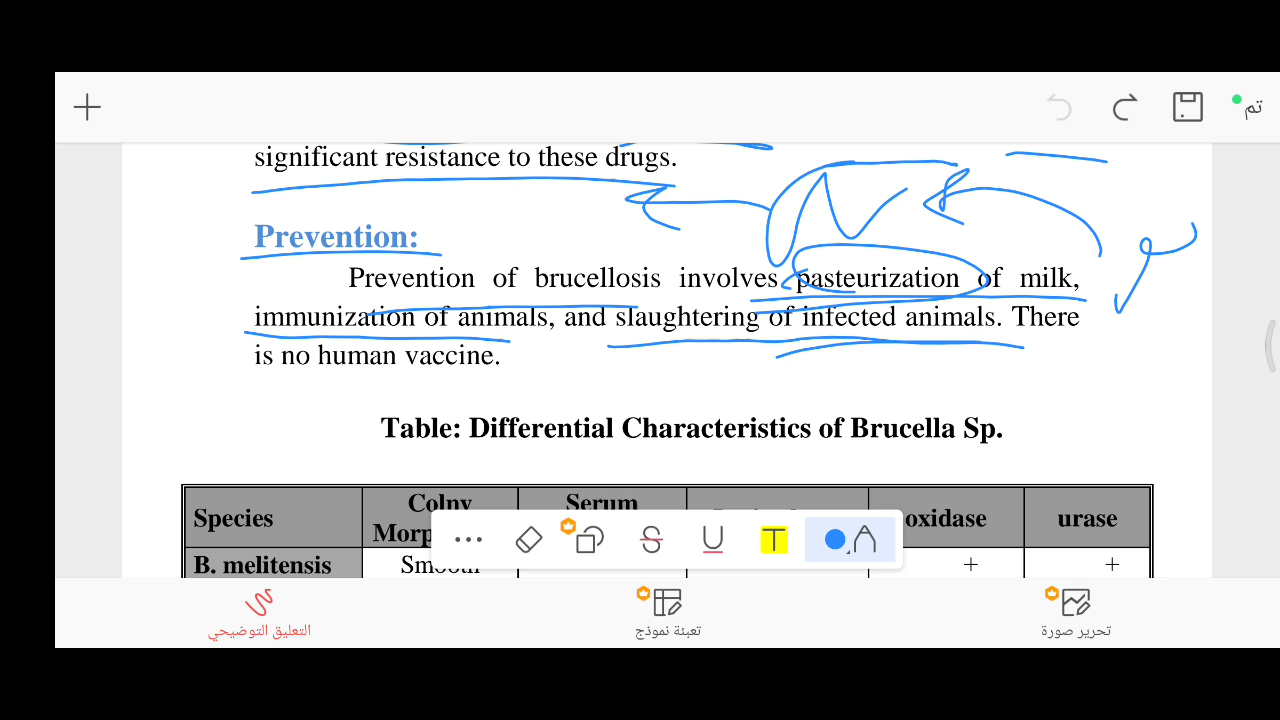 تم
significant resistance to these drugs.
Prevention:
Prevention of brucellosis involves pasteurization of milk,
immunization of animals, and slaughtering of infected animals. There
is no human vaccine.
Table: Differential Characteristics of Brucella Sp.
Species Colny Serum oxidase urase
B. melitensis Smooth + +
التعليق التوضيحي
تعبئة نموذج
تحرير صورة